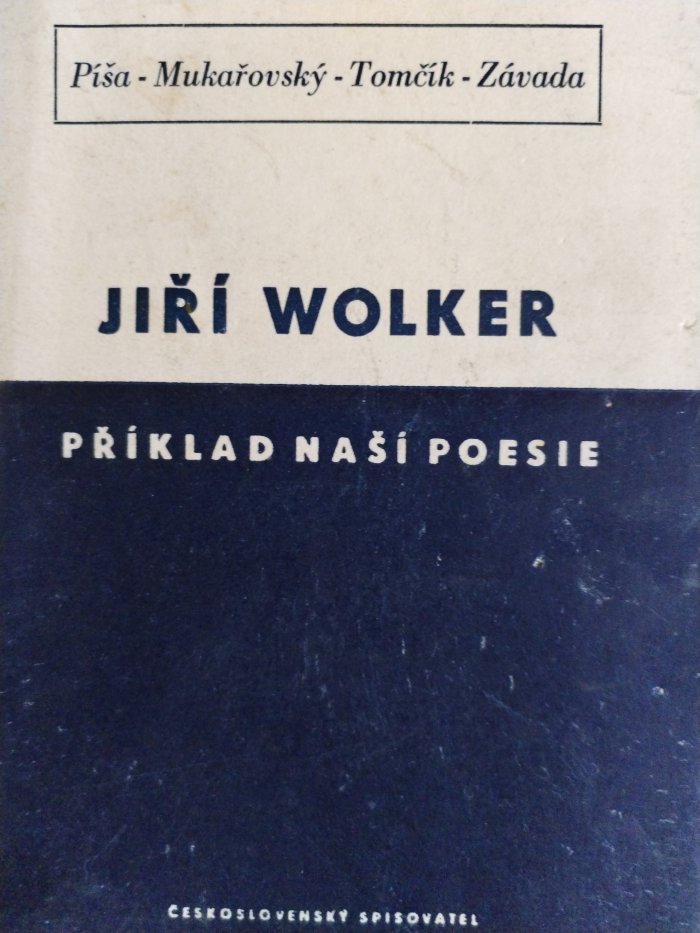 Píša - Mukařovský - Tomčík - Závada
JIŘÍ WOLKER
PŘÍKLAD NAŠÍ POESIE
ČESKOSLOVENSKÝ SPISOVATEL